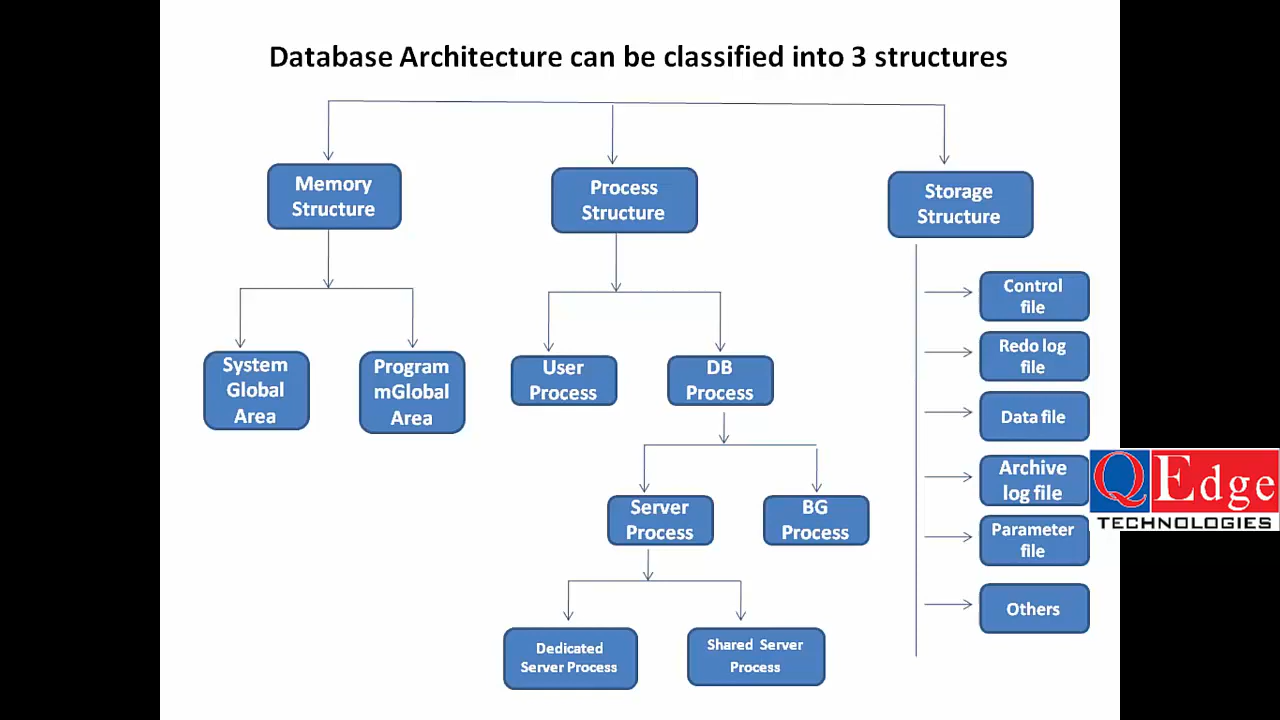 Database Architecture can be classified into 3 structures
Memory
Structure
Process
Structure
Storage
Structure
System
Global
Area
Program
mGlobal
Area
User
Process
DB
Process
Server
Process
BG
Process
Dedicated
Server Process
Shared Server
Process
Control
file
Redo log
file
Data file
Archive
log file
Parameter
file
Others
QEdge
TECHNOLOGIES